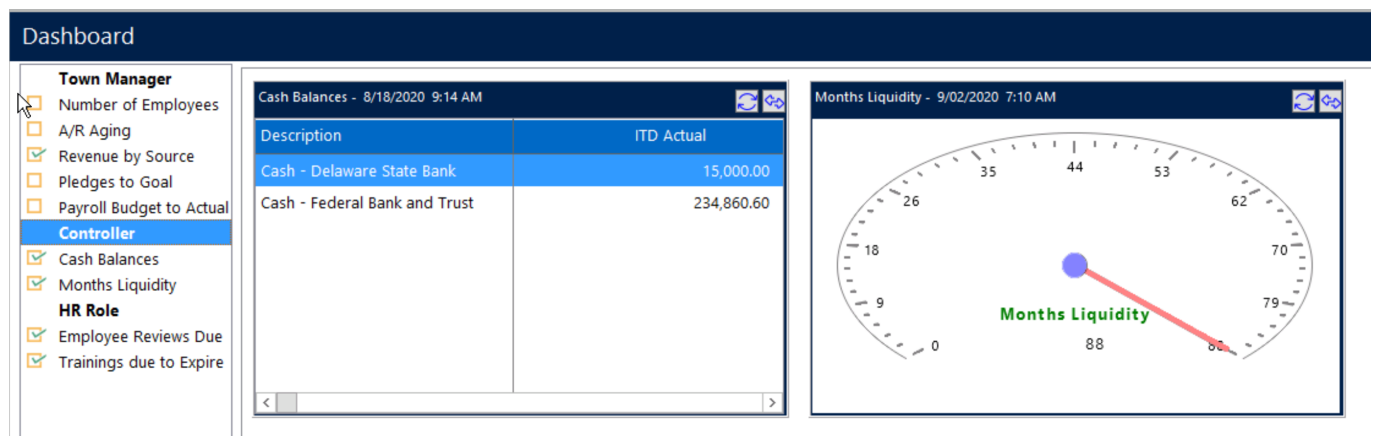 Dashboard
Town Manager
Number of Employees
A/R Aging
Revenue by Source
Pledges to Goal
Payroll Budget to Actual
Controller
Cash Balances
Months Liquidity
HR Role
Employee Reviews Due
Trainings due to Expire
Cash Balances - 8/18/2020 9:14 AM
Description ITD Actual
Cash - Delaware State Bank 15,000.00
Cash - Federal Bank and Trust 234,860.60
Months Liquidity - 9/02/2020 7:10 AM
0
9
18
26
35
44
53
62
70
79
Months Liquidity
88